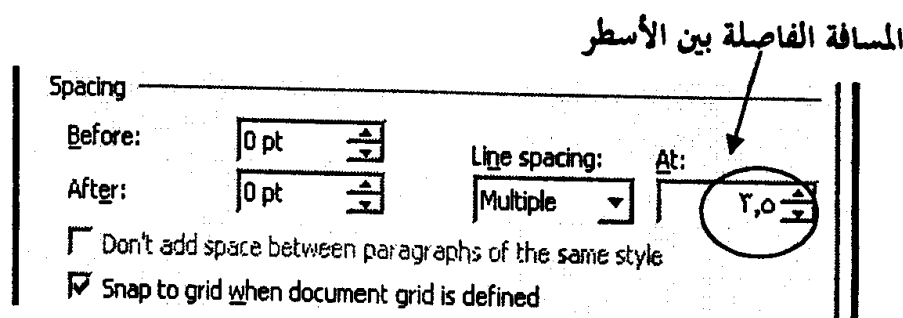 المسافة الفاصلة بين الأسطر
Spacing
Before: 0 pt
Line spacing: At:
After: 0 pt Multiple ٣,٥
Don't add space between paragraphs of the same style
Snap to grid when document grid is defined